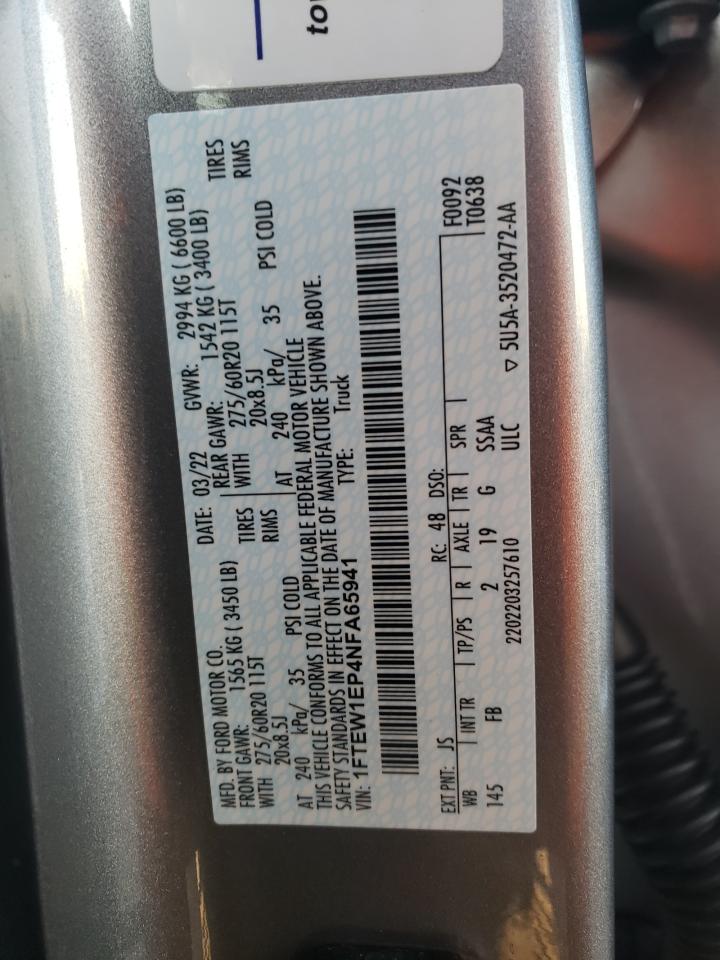 tow
MFD. BY FORD MOTOR CO.
DATE: 03/22 GVWR: 2994 KG ( 6600 LB)
FRONT GAWR: 1565 KG ( 3450 LB) REAR GAWR: 1542 KG ( 3400 LB)
WITH 275/60R20 115T TIRES WITH 275/60R20 115T TIRES
20x8.5J RIMS 20x8.5J RIMS
AT 240 kPa/ 35 PSI COLD AT 240 kPa/ 35 PSI COLD
THIS VEHICLE CONFORMS TO ALL APPLICABLE FEDERAL MOTOR VEHICLE
SAFETY STANDARDS IN EFFECT ON THE DATE OF MANUFACTURE SHOWN ABOVE.
VIN: 1FTEW1EP4NFA65941 TYPE: Truck
EXT PNT: JS RC: 48 DSO: F0092
WB INT TR TP/PS R AXLE TR SPR T0638
145 FB 2 19 G SSAA
2202203257610 ULC ▽ 5U5A-3520472-AA